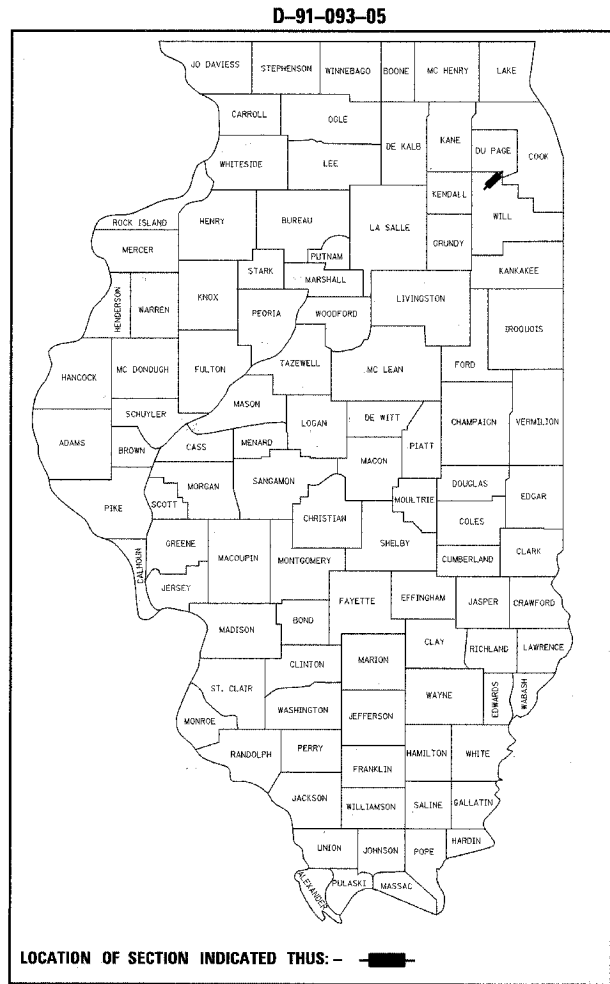 D-91-093-05
JO DAVIESS
STEPHENSON
WINNEBAGO
BOONE
MC HENRY
LAKE
CARROLL
OGLE
DE KALB
KANE
DU PAGE
COOK
WHITESIDE
LEE
KENDALL
WILL
ROCK ISLAND
HENRY
BUREAU
LA SALLE
GRUNDY
MERCER
PUTNAM
KANKAKEE
STARK
MARSHALL
HENDERSON
WARREN
KNOX
PEORIA
WOODFORD
LIVINGSTON
IROQUOIS
HANCOCK
MC DONOUGH
FULTON
TAZEWELL
MC LEAN
FORD
SCHUYLER
MASON
LOGAN
DE WITT
CHAMPAIGN
VERMILION
ADAMS
BROWN
CASS
MENARD
PIATT
MACON
MORGAN
SANGAMON
DOUGLAS
EDGAR
PIKE
SCOTT
CHRISTIAN
MOULTRIE
COLES
GREENE
MACOUPIN
MONTGOMERY
SHELBY
CUMBERLAND
CLARK
CALHOUN
JERSEY
FAYETTE
EFFINGHAM
JASPER
CRAWFORD
MADISON
BOND
CLAY
RICHLAND
LAWRENCE
CLINTON
MARION
ST. CLAIR
WAYNE
EDWARDS
WABASH
WASHINGTON
JEFFERSON
MONROE
RANDOLPH
PERRY
HAMILTON
WHITE
FRANKLIN
JACKSON
WILLIAMSON
SALINE
GALLATIN
UNION
JOHNSON
POPE
HARDIN
ALEXANDER
PULASKI
MASSAC
LOCATION OF SECTION INDICATED THUS: -